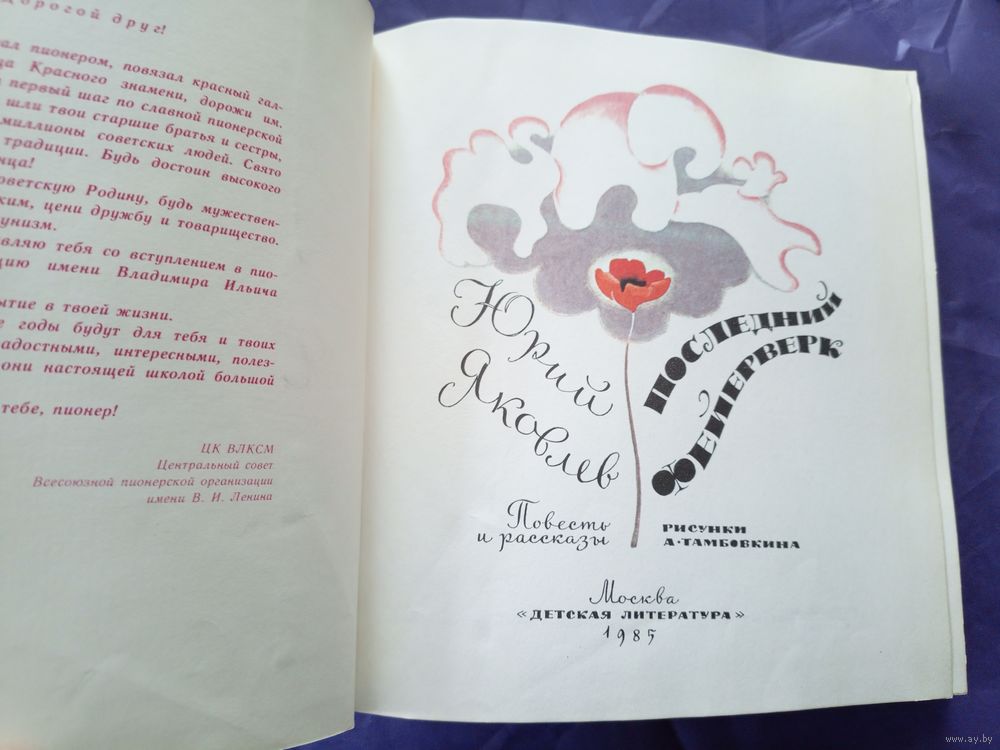 Дорогой друг!
ал пионером, повязал красный гал-
ца Красного знамени, дорожи им.
первый шаг по славной пионерской
шли твои старшие братья и сестры,
миллионы советских людей. Свято
традиции. Будь достоин высокого
нца!
оветскую Родину, будь мужествен-
ким, цени дружбу и товарищество.
унизм.
вляю тебя со вступлением в пио-
цию имени Владимира Ильича
ытие в твоей жизни.
е годы будут для тебя и твоих
адостными, интересными, полез-
они настоящей школой большой
тебе, пионер!
ЦК ВЛКСМ
Центральный совет
Всесоюзной пионерской организации
имени В. И. Ленина
Юрий
Яковлев
ПОСЛЕДНИЙ
ФЕЙЕРВЕРК
Повесть
и рассказы
РИСУНКИ
А. ТАМБОВКИНА
Москва
«ДЕТСКАЯ ЛИТЕРАТУРА»
1985
www.ay.by